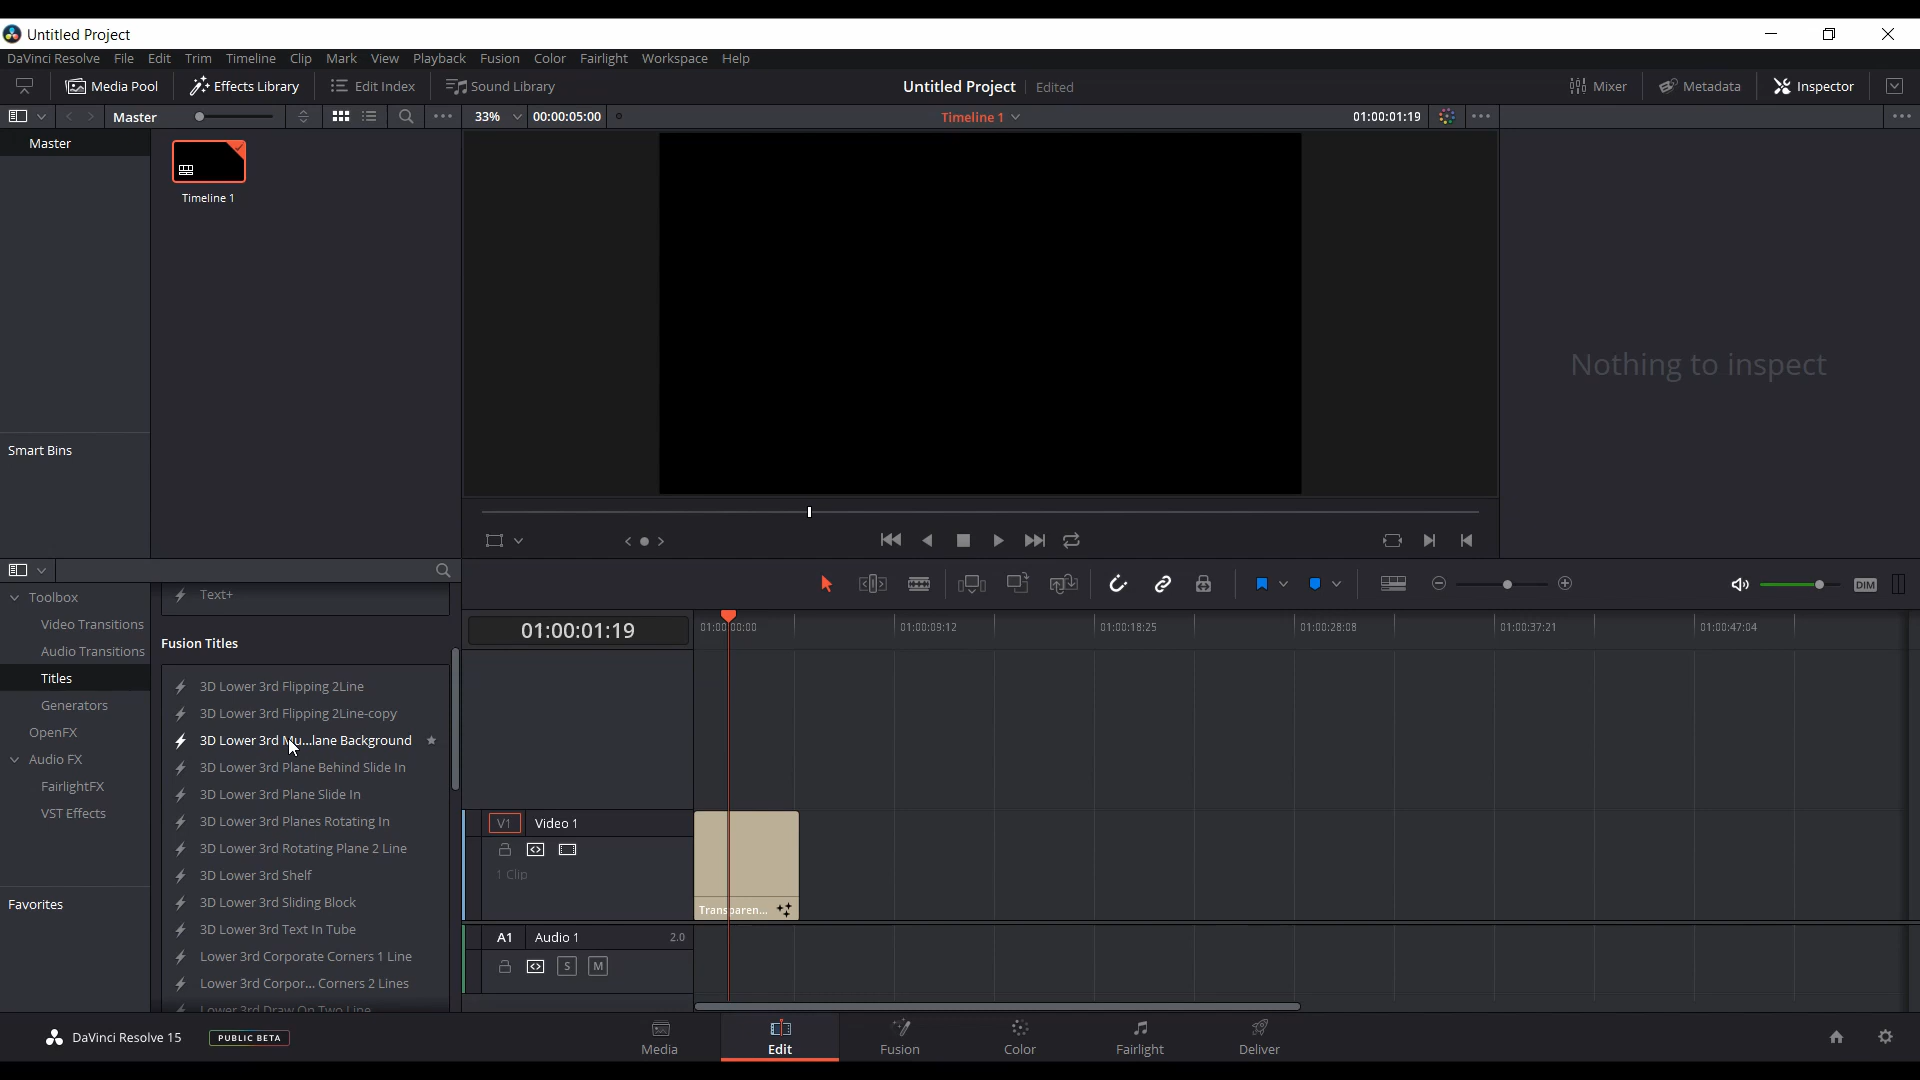 Untitled Project
DaVinci Resolve File Edit Trim Timeline Clip Mark View Playback Fusion Color Fairlight Workspace Help
Media Pool Effects Library Edit Index Sound Library Untitled Project Edited Mixer Metadata Inspector
Master 33% 00:00:05:00 Timeline 1 01:00:01:19
Master
Timeline 1
Nothing to inspect
Smart Bins
Toolbox
Video Transitions
Audio Transitions
Titles
Generators
OpenFX
Audio FX
FairlightFX
VST Effects
Favorites
Text+
Fusion Titles
3D Lower 3rd Flipping 2Line
3D Lower 3rd Flipping 2Line-copy
3D Lower 3rd Mu...lane Background
3D Lower 3rd Plane Behind Slide In
3D Lower 3rd Plane Slide In
3D Lower 3rd Planes Rotating In
3D Lower 3rd Rotating Plane 2 Line
3D Lower 3rd Shelf
3D Lower 3rd Sliding Block
3D Lower 3rd Text In Tube
Lower 3rd Corporate Corners 1 Line
Lower 3rd Corpor... Corners 2 Lines
Lower 3rd Draw On Two Line
DIM
01:00:01:19 01:00:00:00 01:00:09:12 01:00:18:25 01:00:28:08 01:00:37:21 01:00:47:04
V1 Video 1
1 Clip
Transparen...
A1 Audio 1 2.0
S M
DaVinci Resolve 15 PUBLIC BETA
Media Edit Fusion Color Fairlight Deliver